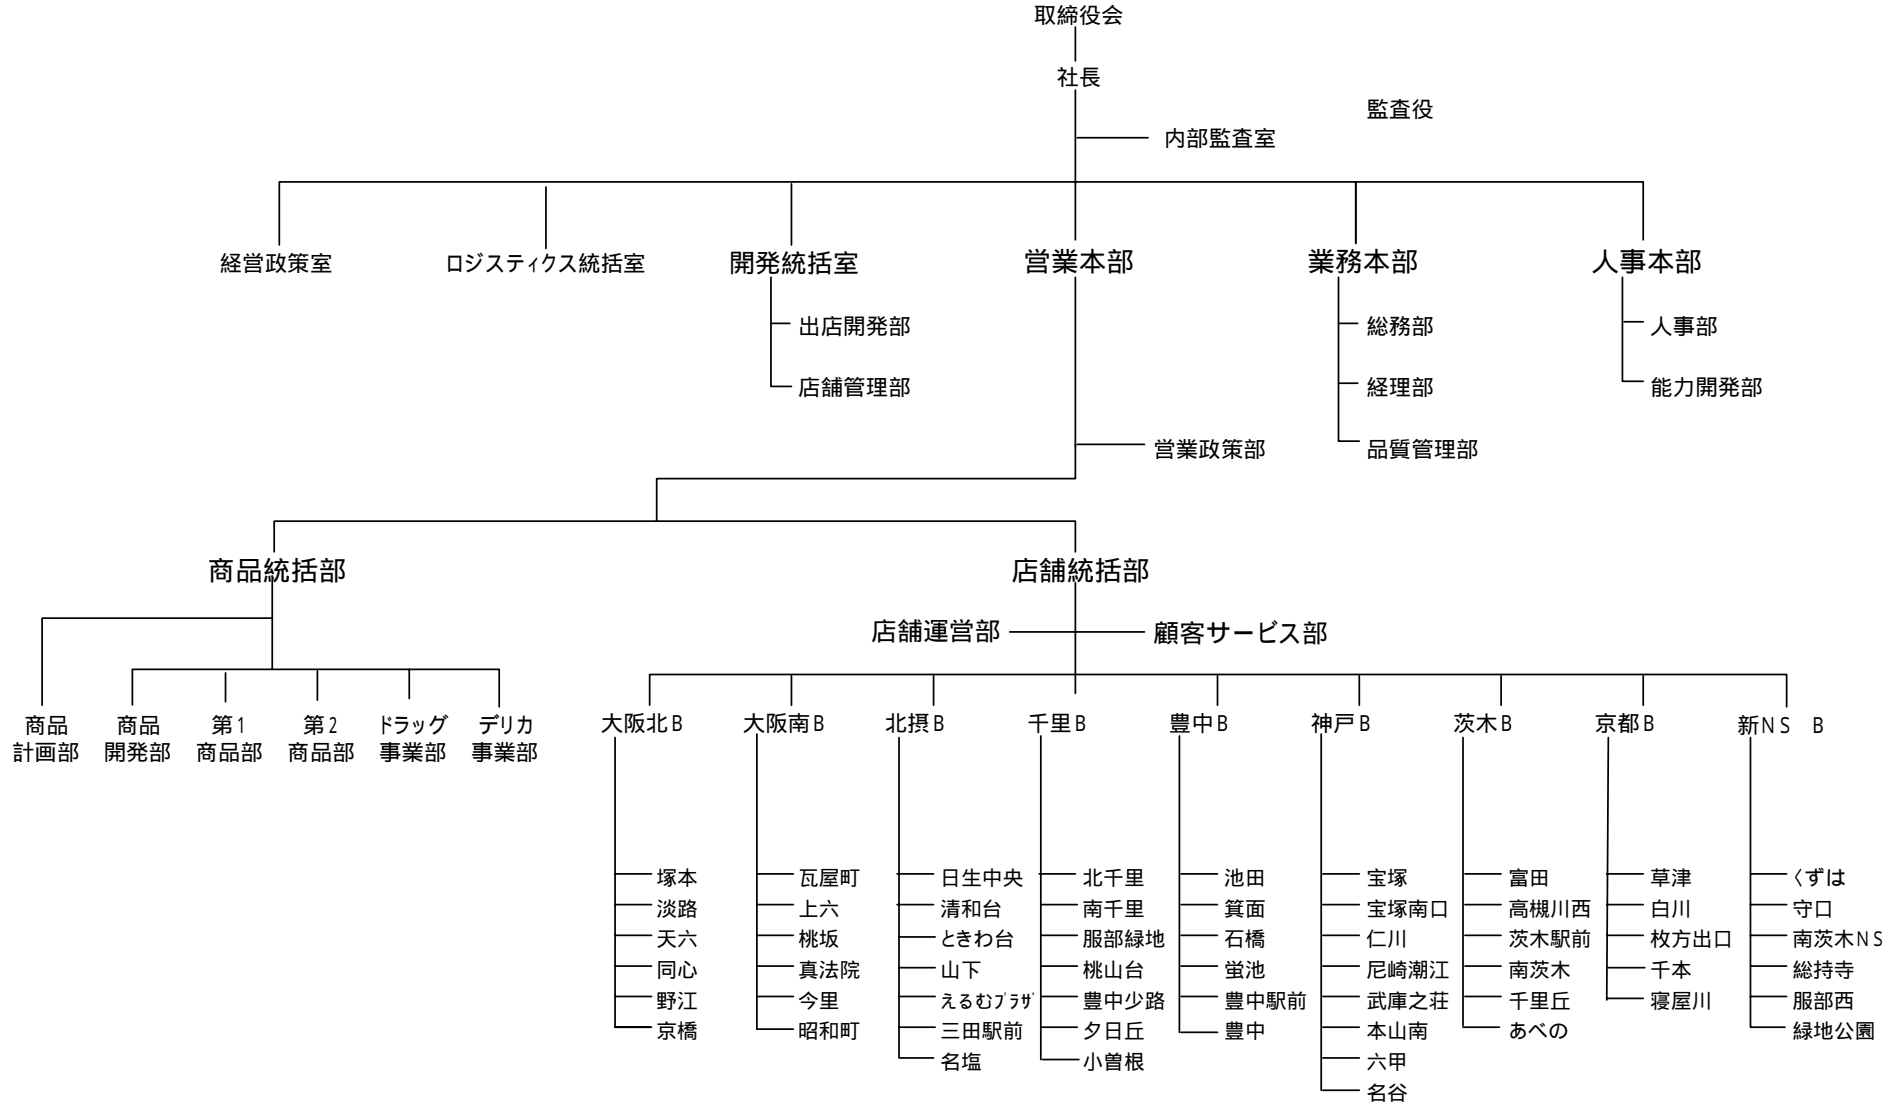 取締役会
社長
監査役
内部監査室
経営政策室
ロジスティクス統括室
開発統括室
営業本部
業務本部
人事本部
出店開発部
総務部
人事部
店舗管理部
経理部
能力開発部
営業政策部
品質管理部
商品統括部
店舗統括部
店舗運営部
顧客サービス部
商品
計画部
商品
開発部
第1
商品部
第2
商品部
ドラッグ
事業部
デリカ
事業部
大阪北B
大阪南B
北摂B
千里B
豊中B
神戸B
茨木B
京都B
新NS B
塚本
淡路
天六
同心
野江
京橋
瓦屋町
上六
桃坂
真法院
今里
昭和町
日生中央
清和台
ときわ台
山下
えるむプラザ
三田駅前
名塩
北千里
南千里
服部緑地
桃山台
豊中少路
夕日丘
小曽根
池田
箕面
石橋
蛍池
豊中駅前
豊中
宝塚
宝塚南口
仁川
尼崎潮江
武庫之荘
本山南
六甲
名谷
富田
高槻川西
茨木駅前
南茨木
千里丘
あべの
草津
白川
枚方出口
千本
寝屋川
くずは
守口
南茨木NS
総持寺
服部西
緑地公園